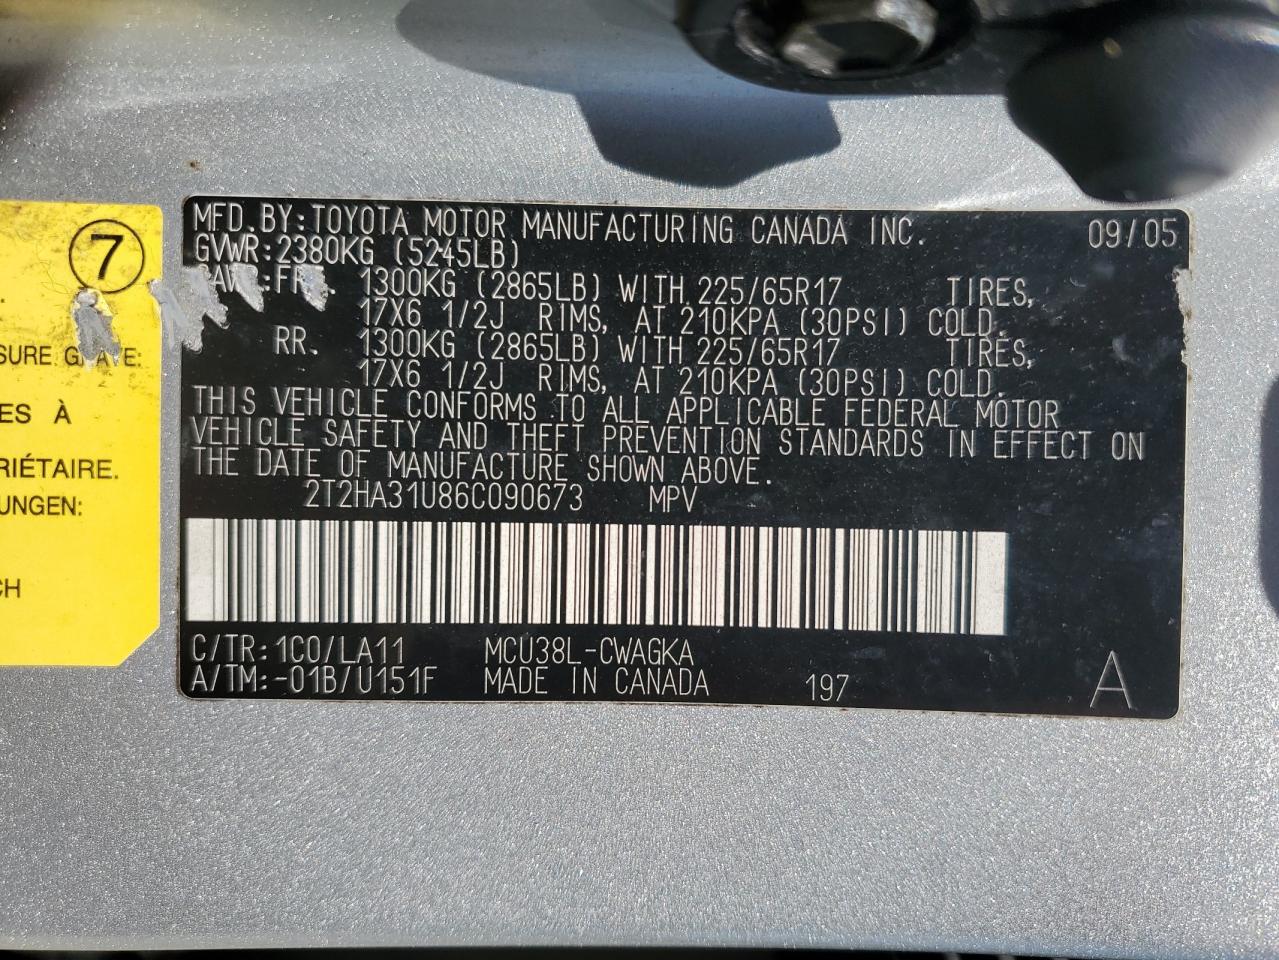 7
SURE GRAVE:
ES À
RIÉTAIRE.
UNGEN:
CH
MFD.BY:TOYOTA MOTOR MANUFACTURING CANADA INC. 09/05
GVWR:2380KG (5245LB)
GAWR:FR. 1300KG (2865LB) WITH 225/65R17 TIRES,
17X6 1/2J RIMS, AT 210KPA (30PSI) COLD.
RR. 1300KG (2865LB) WITH 225/65R17 TIRES,
17X6 1/2J RIMS, AT 210KPA (30PSI) COLD.
THIS VEHICLE CONFORMS TO ALL APPLICABLE FEDERAL MOTOR
VEHICLE SAFETY AND THEFT PREVENTION STANDARDS IN EFFECT ON
THE DATE OF MANUFACTURE SHOWN ABOVE.
2T2HA31U86C090673 MPV
C/TR:1C0/LA11 MCU38L-CWAGKA
A/TM:-01B/U151F MADE IN CANADA 197 A